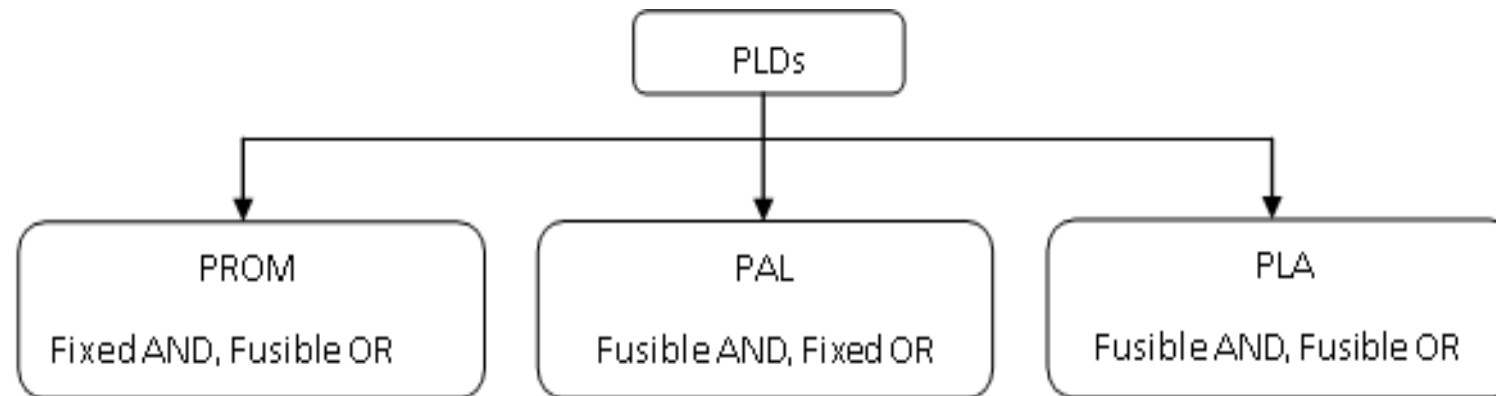 PLDs
PROM
Fixed AND, Fusible OR
PAL
Fusible AND, Fixed OR
PLA
Fusible AND, Fusible OR